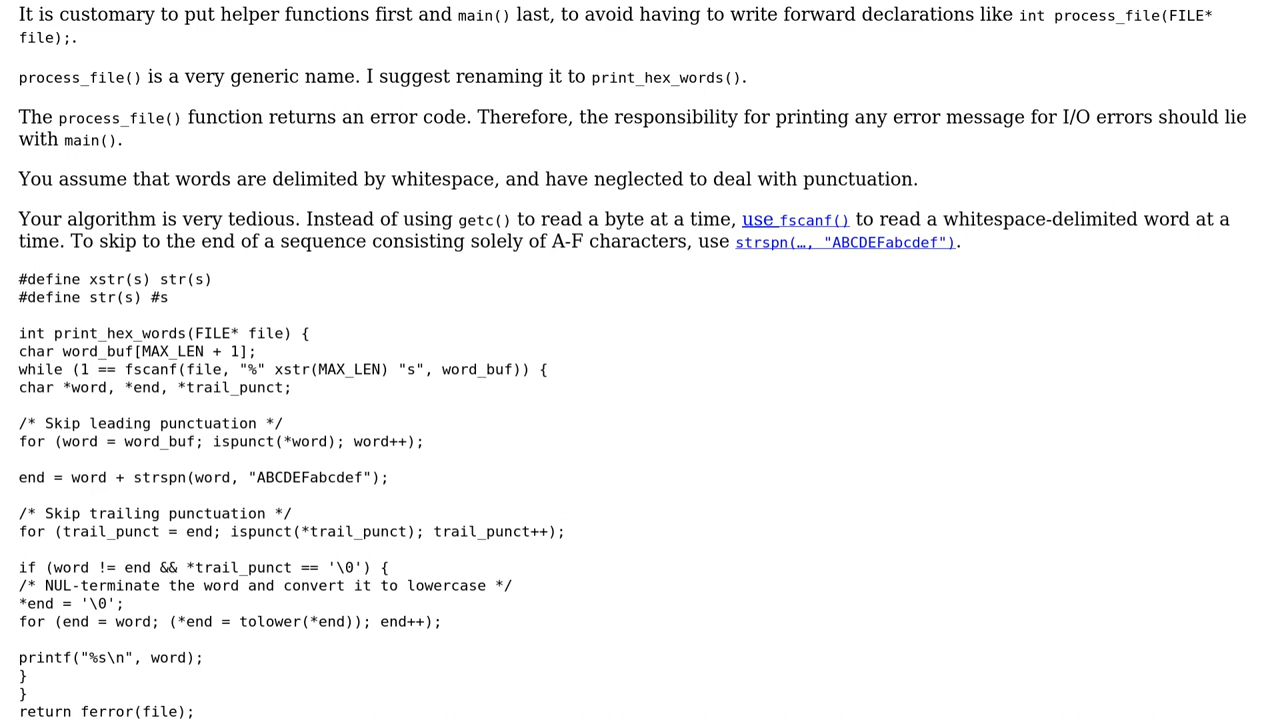 It is customary to put helper functions first and main() last, to avoid having to write forward declarations like int process_file(FILE*
file);.
process_file() is a very generic name. I suggest renaming it to print_hex_words().
The process_file() function returns an error code. Therefore, the responsibility for printing any error message for I/O errors should lie
with main().
You assume that words are delimited by whitespace, and have neglected to deal with punctuation.
Your algorithm is very tedious. Instead of using getc() to read a byte at a time, use fscanf() to read a whitespace-delimited word at a
time. To skip to the end of a sequence consisting solely of A-F characters, use strspn(…, "ABCDEFabcdef").
#define xstr(s) str(s)
#define str(s) #s
int print_hex_words(FILE* file) {
char word_buf[MAX_LEN + 1];
while (1 == fscanf(file, "%" xstr(MAX_LEN) "s", word_buf)) {
char *word, *end, *trail_punct;
/* Skip leading punctuation */
for (word = word_buf; ispunct(*word); word++);
end = word + strspn(word, "ABCDEFabcdef");
/* Skip trailing punctuation */
for (trail_punct = end; ispunct(*trail_punct); trail_punct++);
if (word != end && *trail_punct == '\0') {
/* NUL-terminate the word and convert it to lowercase */
*end = '\0';
for (end = word; (*end = tolower(*end)); end++);
printf("%s\n", word);
}
}
return ferror(file);